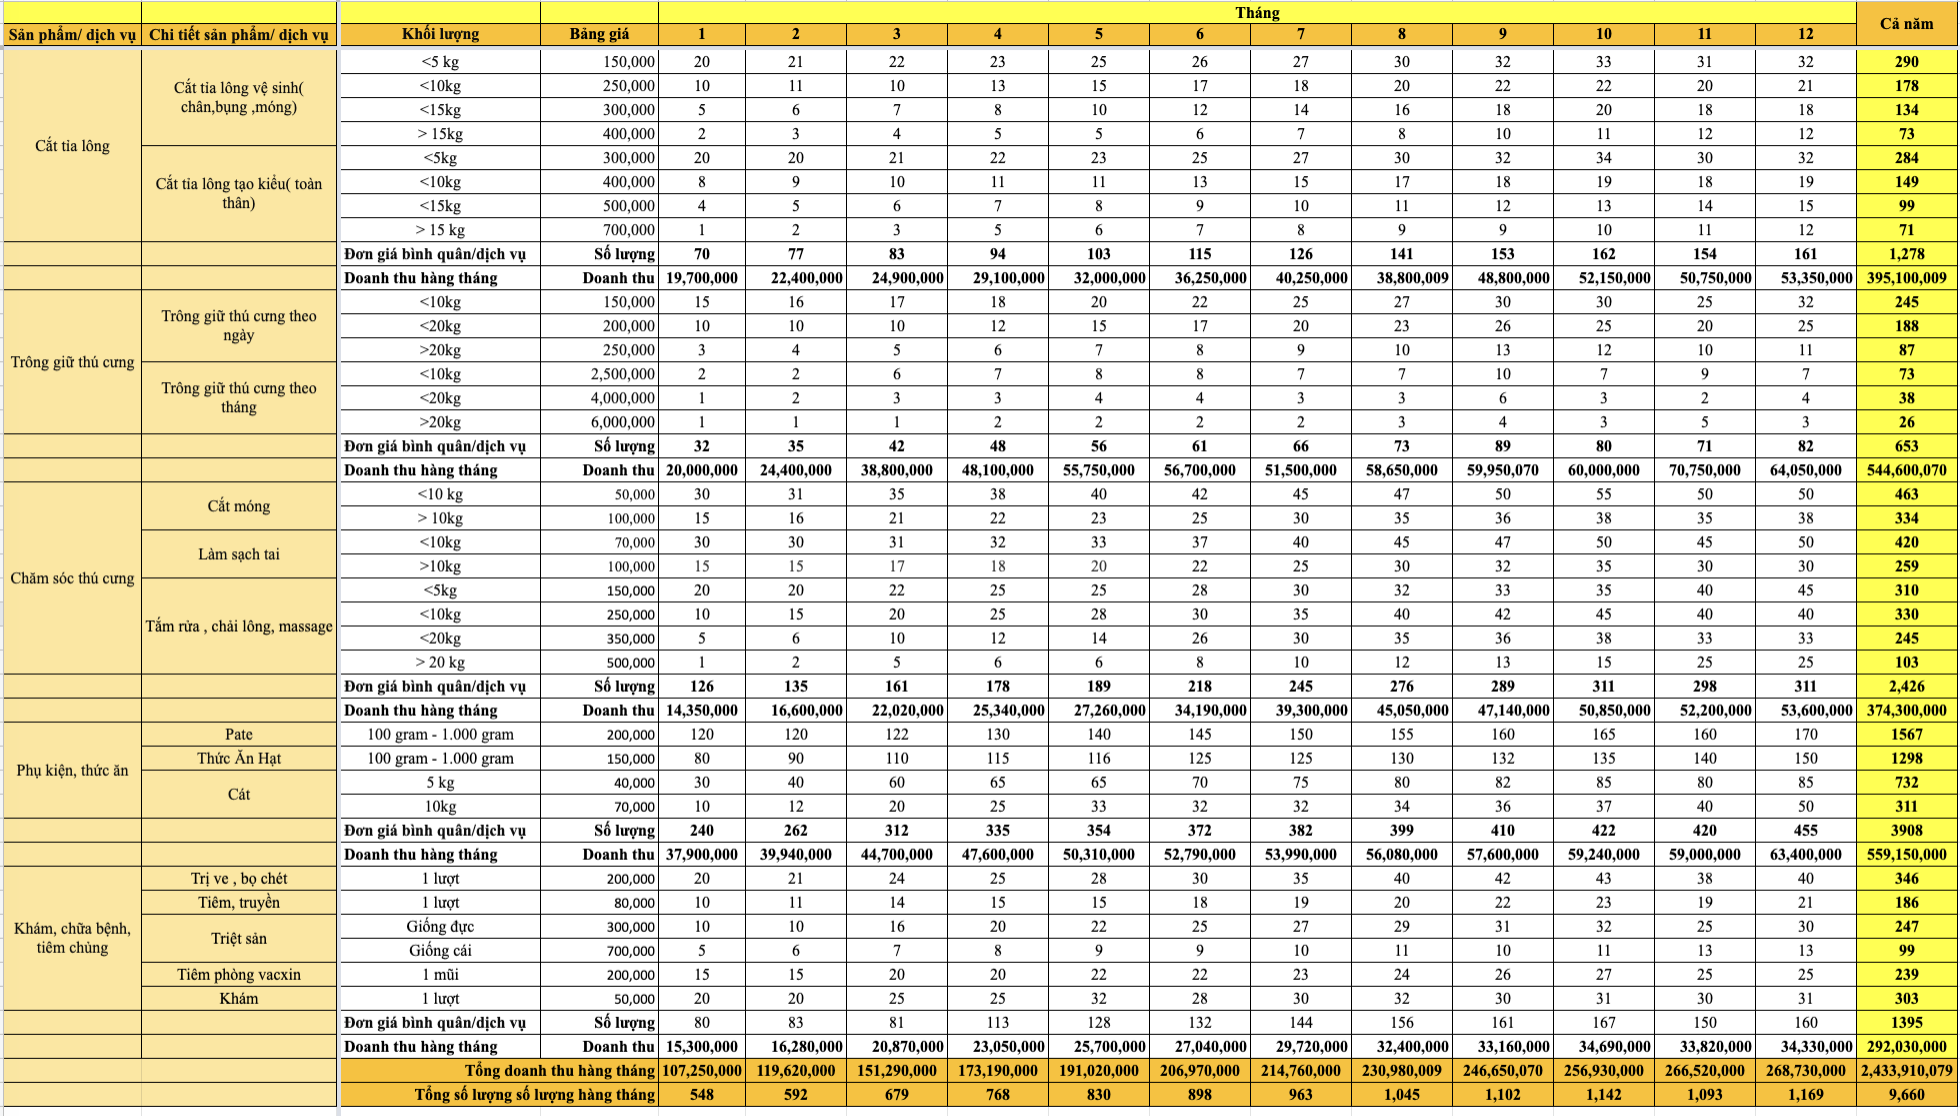 Tháng
Sản phẩm/ dịch vụ Chi tiết sản phẩm/ dịch vụ Khối lượng Bảng giá 1 2 3 4 5 6 7 8 9 10 11 12 Cả năm
Cắt tỉa lông
Cắt tỉa lông vệ sinh(
chân,bụng ,móng)
<5 kg 150,000 20 21 22 23 25 26 27 30 32 33 31 32 290
<10kg 250,000 10 11 10 13 15 17 18 20 22 22 20 21 178
<15kg 300,000 5 6 7 8 10 12 14 16 18 20 18 18 134
> 15kg 400,000 2 3 4 5 5 6 7 8 10 11 12 12 73
Cắt tỉa lông tạo kiểu( toàn
thân)
<5kg 300,000 20 20 21 22 23 25 27 30 32 34 30 32 284
<10kg 400,000 8 9 10 11 11 13 15 17 18 19 18 19 149
<15kg 500,000 4 5 6 7 8 9 10 11 12 13 14 15 99
> 15 kg 700,000 1 2 3 5 6 7 8 9 9 10 11 12 71
Đơn giá bình quân/dịch vụ Số lượng 70 77 83 94 103 115 126 141 153 162 154 161 1,278
Doanh thu hàng tháng Doanh thu 19,700,000 22,400,000 24,900,000 29,100,000 32,000,000 36,250,000 40,250,000 38,800,009 48,800,000 52,150,000 50,750,000 53,350,000 395,100,009
Trông giữ thú cưng
Trông giữ thú cưng theo
ngày
<10kg 150,000 15 16 17 18 20 22 25 27 30 30 25 32 245
<20kg 200,000 10 10 10 12 15 17 20 23 26 25 20 25 188
>20kg 250,000 3 4 5 6 7 8 9 10 13 12 10 11 87
Trông giữ thú cưng theo
tháng
<10kg 2,500,000 2 2 6 7 8 8 7 7 10 7 9 7 73
<20kg 4,000,000 1 2 3 3 4 4 3 3 6 3 2 4 38
>20kg 6,000,000 1 1 1 2 2 2 2 3 4 3 5 3 26
Đơn giá bình quân/dịch vụ Số lượng 32 35 42 48 56 61 66 73 89 80 71 82 653
Doanh thu hàng tháng Doanh thu 20,000,000 24,400,000 38,800,000 48,100,000 55,750,000 56,700,000 51,500,000 58,650,000 59,950,070 60,000,000 70,750,000 64,050,000 544,600,070
Chăm sóc thú cưng
Cắt móng
<10 kg 50,000 30 31 35 38 40 42 45 47 50 55 50 50 463
> 10kg 100,000 15 16 21 22 23 25 30 35 36 38 35 38 334
Làm sạch tai
<10kg 70,000 30 30 31 32 33 37 40 45 47 50 45 50 420
>10kg 100,000 15 15 17 18 20 22 25 30 32 35 30 30 259
Tắm rửa , chải lông, massage
<5kg 150,000 20 20 22 25 25 28 30 32 33 35 40 45 310
<10kg 250,000 10 15 20 25 28 30 35 40 42 45 40 40 330
<20kg 350,000 5 6 10 12 14 26 30 35 36 38 33 33 245
> 20 kg 500,000 1 2 5 6 6 8 10 12 13 15 25 25 103
Đơn giá bình quân/dịch vụ Số lượng 126 135 161 178 189 218 245 276 289 311 298 311 2,426
Doanh thu hàng tháng Doanh thu 14,350,000 16,600,000 22,020,000 25,340,000 27,260,000 34,190,000 39,300,000 45,050,000 47,140,000 50,850,000 52,200,000 53,600,000 374,300,000
Phụ kiện, thức ăn
Pate 100 gram - 1.000 gram 200,000 120 120 122 130 140 145 150 155 160 165 160 170 1567
Thức Ăn Hạt 100 gram - 1.000 gram 150,000 80 90 110 115 116 125 125 130 132 135 140 150 1298
Cát
5 kg 40,000 30 40 60 65 65 70 75 80 82 85 80 85 732
10kg 70,000 10 12 20 25 33 32 32 34 36 37 40 50 311
Đơn giá bình quân/dịch vụ Số lượng 240 262 312 335 354 372 382 399 410 422 420 455 3908
Doanh thu hàng tháng Doanh thu 37,900,000 39,940,000 44,700,000 47,600,000 50,310,000 52,790,000 53,990,000 56,080,000 57,600,000 59,240,000 59,000,000 63,400,000 559,150,000
Khám, chữa bệnh,
tiêm chủng
Trị ve , bọ chét 1 lượt 200,000 20 21 24 25 28 30 35 40 42 43 38 40 346
Tiêm, truyền 1 lượt 80,000 10 11 14 15 15 18 19 20 22 23 19 21 186
Triệt sản
Giống đực 300,000 10 10 16 20 22 25 27 29 31 32 25 30 247
Giống cái 700,000 5 6 7 8 9 9 10 11 10 11 13 13 99
Tiêm phòng vacxin 1 mũi 200,000 15 15 20 20 22 22 23 24 26 27 25 25 239
Khám 1 lượt 50,000 20 20 25 25 32 28 30 32 30 31 30 31 303
Đơn giá bình quân/dịch vụ Số lượng 80 83 81 113 128 132 144 156 161 167 150 160 1395
Doanh thu hàng tháng Doanh thu 15,300,000 16,280,000 20,870,000 23,050,000 25,700,000 27,040,000 29,720,000 32,400,000 33,160,000 34,690,000 33,820,000 34,330,000 292,030,000
Tổng doanh thu hàng tháng 107,250,000 119,620,000 151,290,000 173,190,000 191,020,000 206,970,000 214,760,000 230,980,009 246,650,070 256,930,000 266,520,000 268,730,000 2,433,910,079
Tổng số lượng số lượng hàng tháng 548 592 679 768 830 898 963 1,045 1,102 1,142 1,093 1,169 9,660